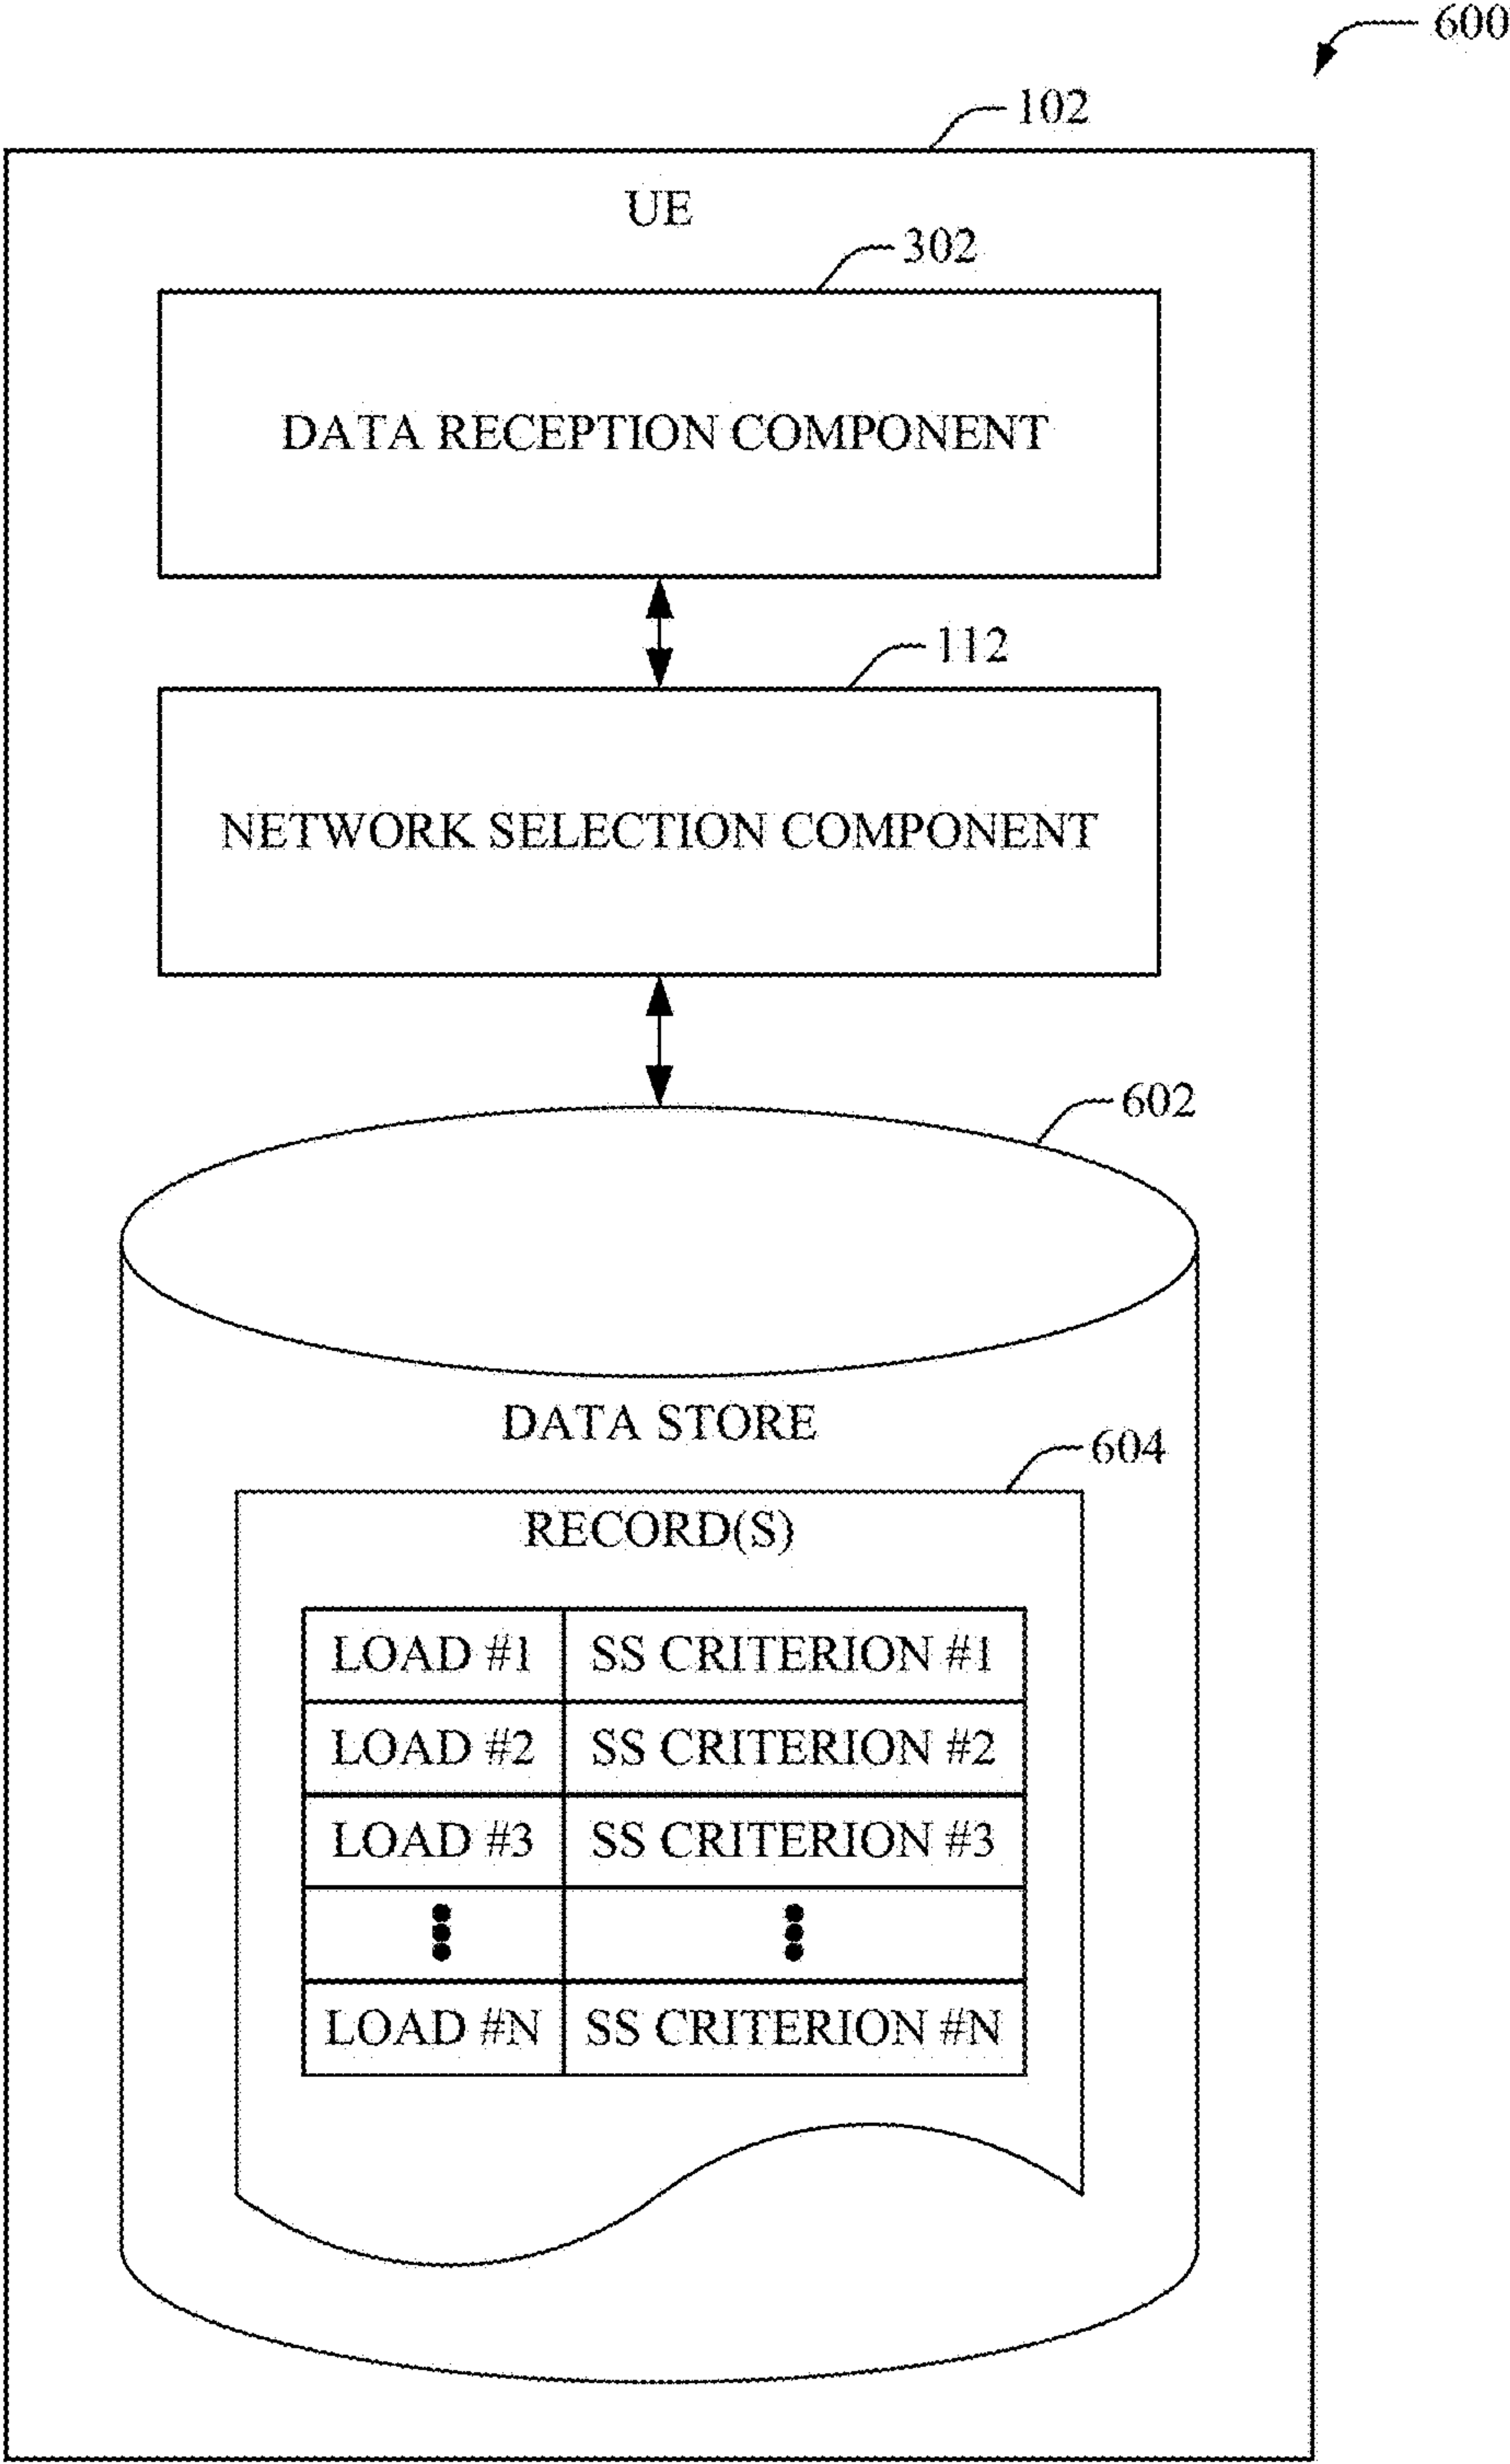 600
102
UE
302
DATA RECEPTION COMPONENT
112
NETWORK SELECTION COMPONENT
602
DATA STORE
604
RECORD(S)
LOAD #1 SS CRITERION #1
LOAD #2 SS CRITERION #2
LOAD #3 SS CRITERION #3
LOAD #N SS CRITERION #N